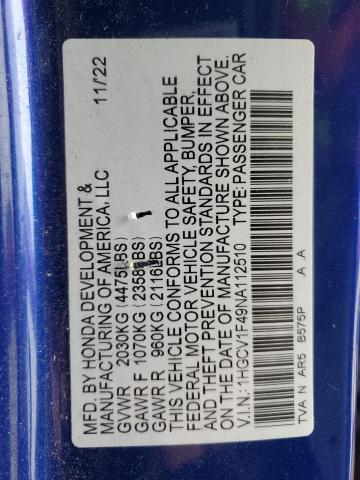 MFD. BY HONDA DEVELOPMENT & 11/22
MANUFACTURING OF AMERICA, LLC
GVWR 2030KG (4475LBS)
GAWR F 1070KG (2358LBS)
GAWR R 960KG (2116LBS)
THIS VEHICLE CONFORMS TO ALL APPLICABLE
FEDERAL MOTOR VEHICLE SAFETY, BUMPER,
AND THEFT PREVENTION STANDARDS IN EFFECT
ON THE DATE OF MANUFACTURE SHOWN ABOVE.
V.I.N.: 1HGCV1F49NA112510 TYPE: PASSENGER CAR
TVA N AR5 B575P A A